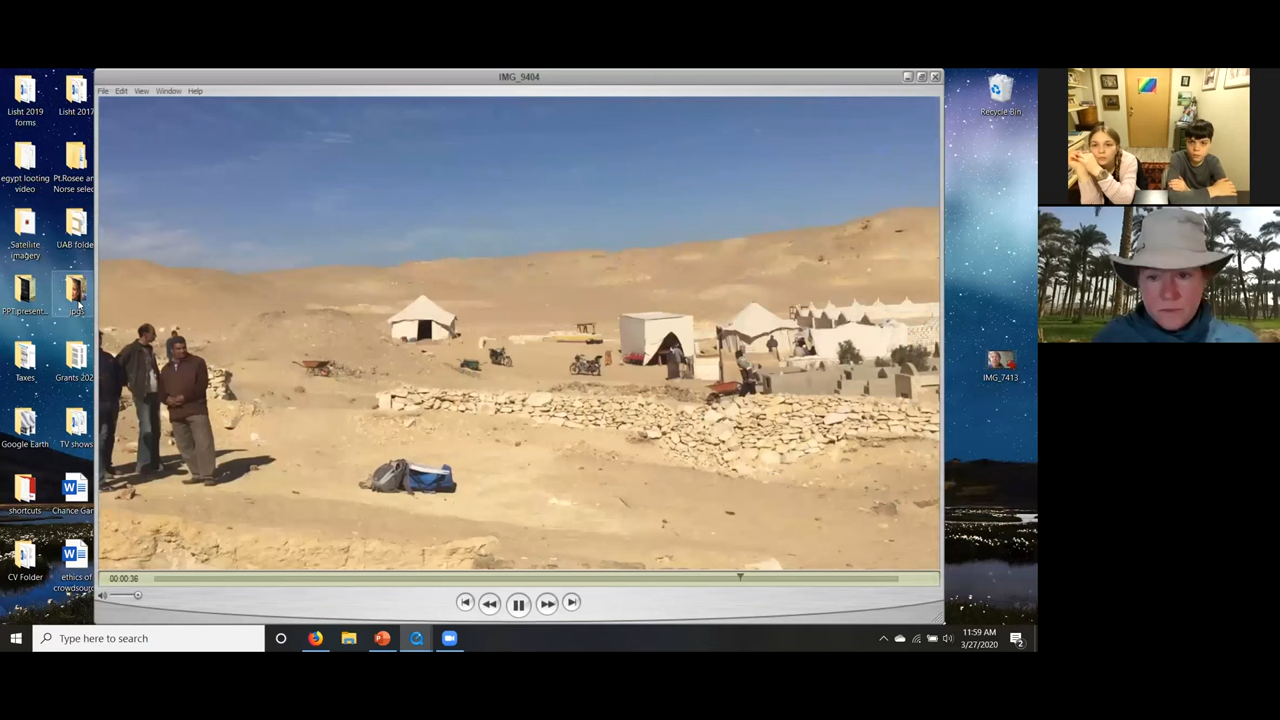 IMG_9404
File Edit View Window Help
Lisht 2019
forms
Lisht 2017
egypt looting
video
Pt.Rosee an
Norse selec
Satellite
imagery
UAB folde
PPT.present...
jpgs
Taxes
Grants 202
Google Earth
TV shows
shortcuts
Chance Gar
CV Folder
ethics of
crowdsourc
Recycle Bin
IMG_7413
00:00:36
Type here to search
11:59 AM
3/27/2020
2